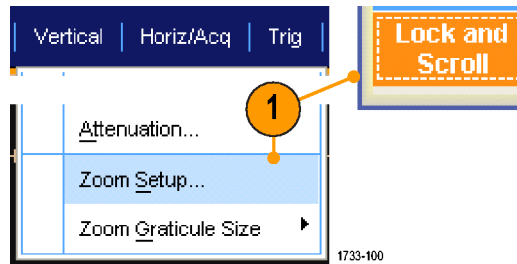 Vertical | Horiz/Acq | Trig
Lock and
Scroll
1
Attenuation...
Zoom Setup...
Zoom Graticule Size
1733-100